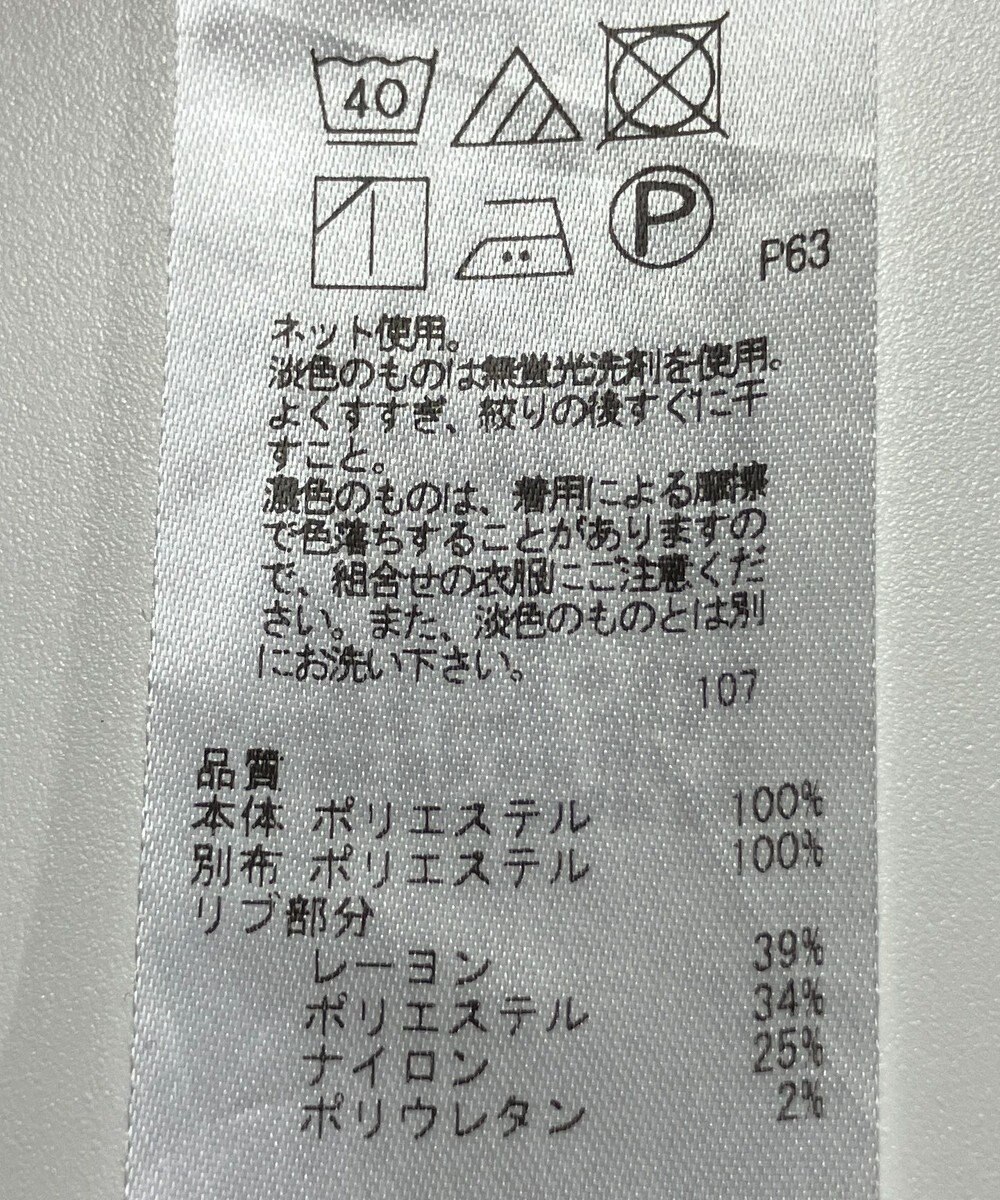 40
P P63
ネット使用。
淡色のものは無蛍光洗剤を使用。
よくすすぎ、絞りの後すぐに干
すこと。
濃色のものは、着用による摩擦
で色落ちすることがありますの
で、組合せの衣服にご注意くだ
さい。また、淡色のものとは別
にお洗い下さい。
107
品質
本体 ポリエステル 100%
別布 ポリエステル 100%
リブ部分
レーヨン 39%
ポリエステル 34%
ナイロン 25%
ポリウレタン 2%